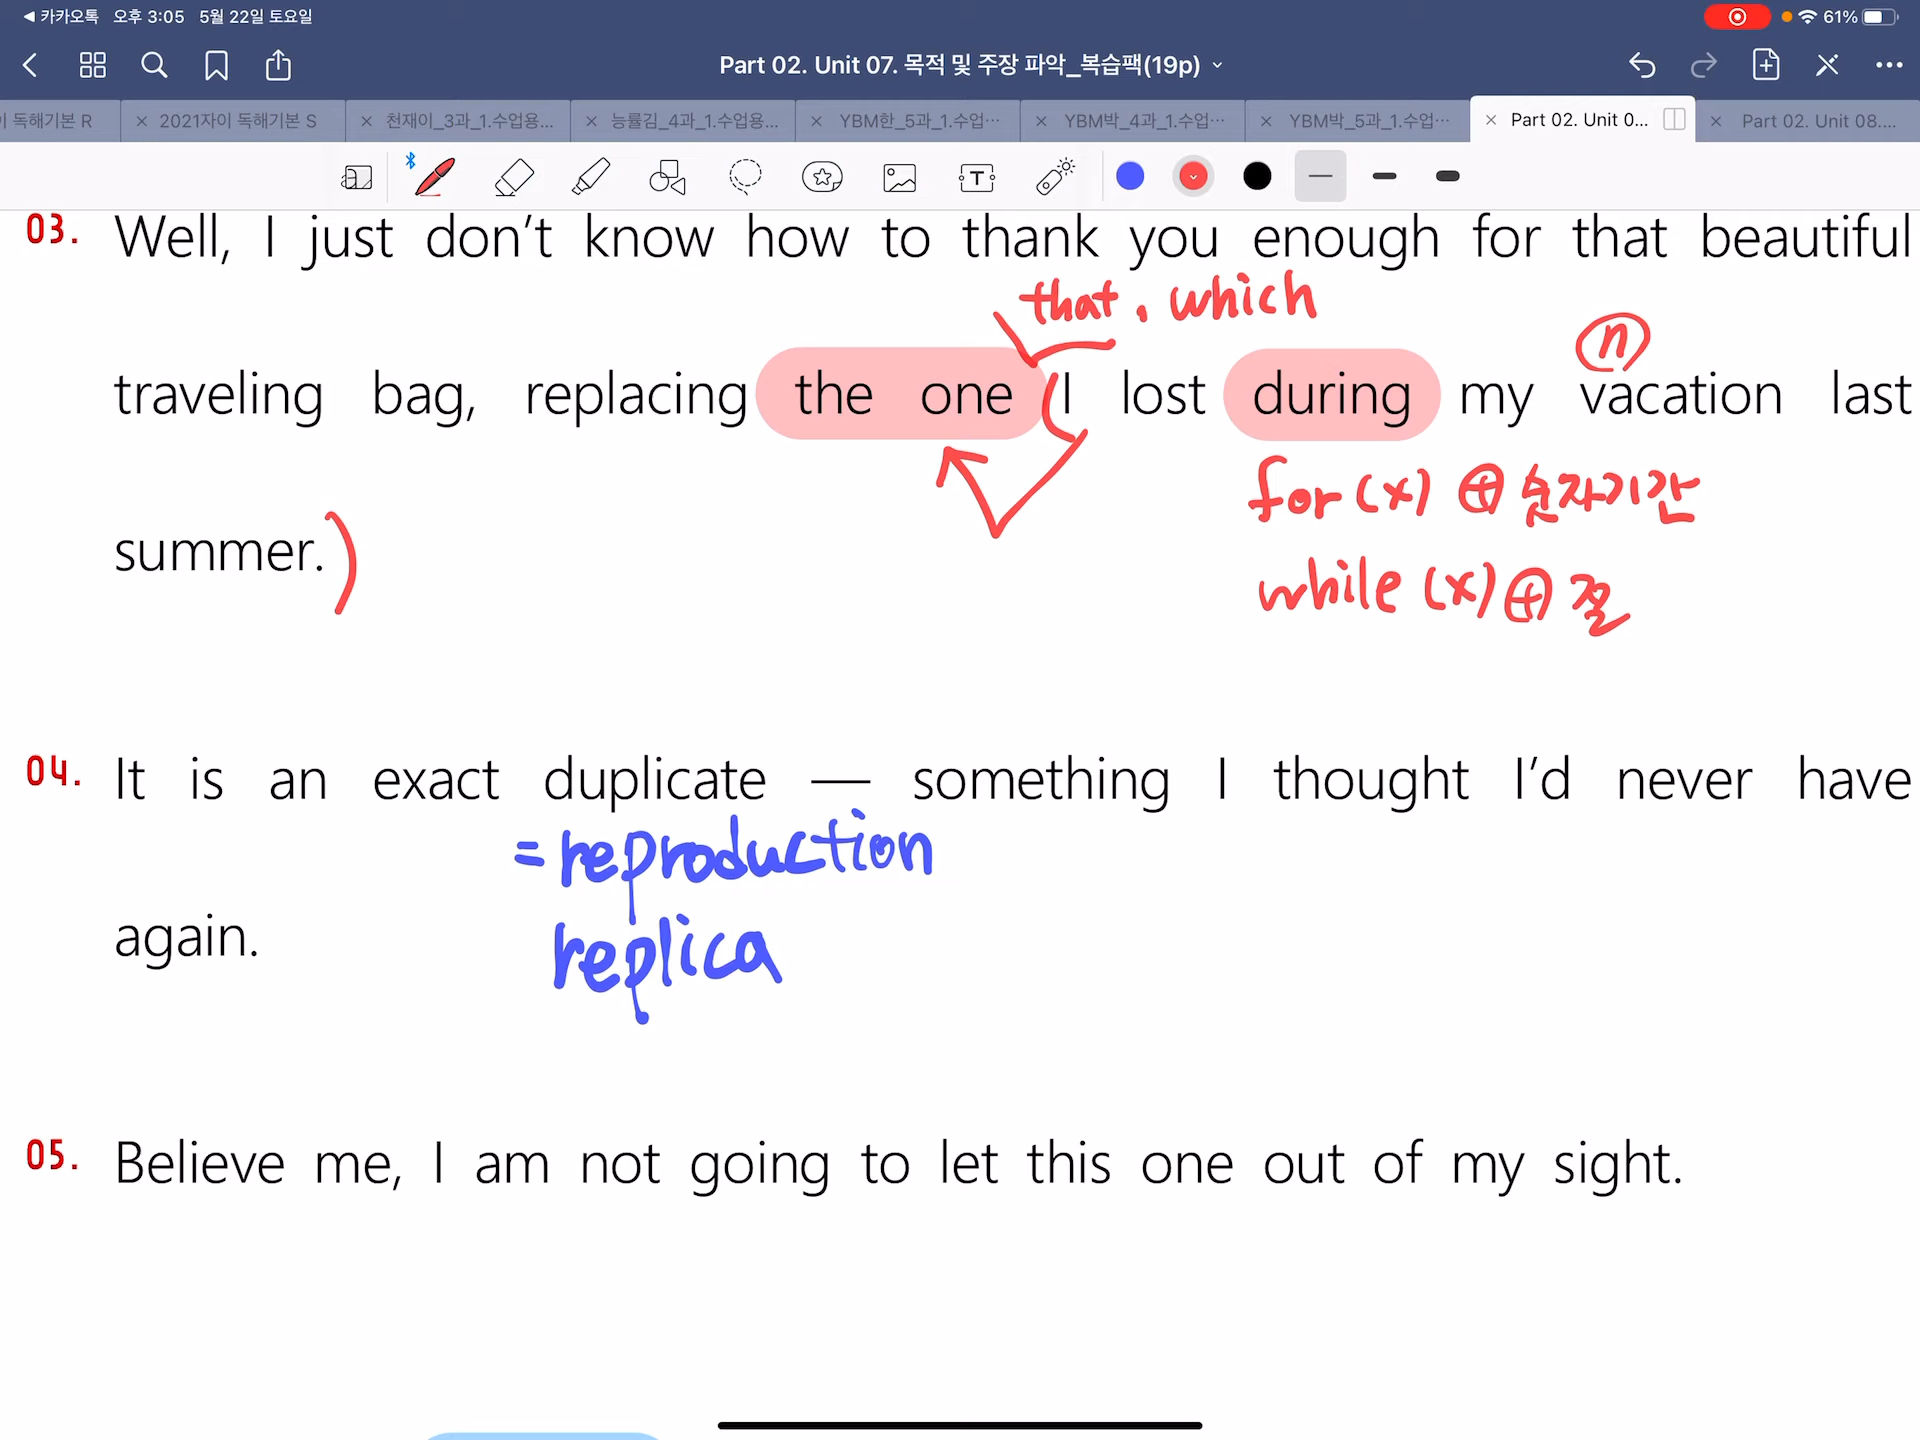 ◀ 카카오톡 오후 3:05 5월 22일 토요일 61%
Part 02. Unit 07. 목적 및 주장 파악_복습팩(19p)
독해기본 R × 2021자이 독해기본 S × 천재이_3과_1.수업용... × 능률김_4과_1.수업용... × YBM한_5과_1.수업... × YBM박_4과_1.수업... × YBM박_5과_1.수업... × Part 02. Unit 0... × Part 02. Unit 08....
03. Well, I just don't know how to thank you enough for that beautiful
that, which
n
traveling bag, replacing the one (I lost during my vacation last
for (x) ⊕ 숫자기간
summer.)
while (x) ⊕ 절
04. It is an exact duplicate — something I thought I'd never have
= reproduction
again.
replica
05. Believe me, I am not going to let this one out of my sight.